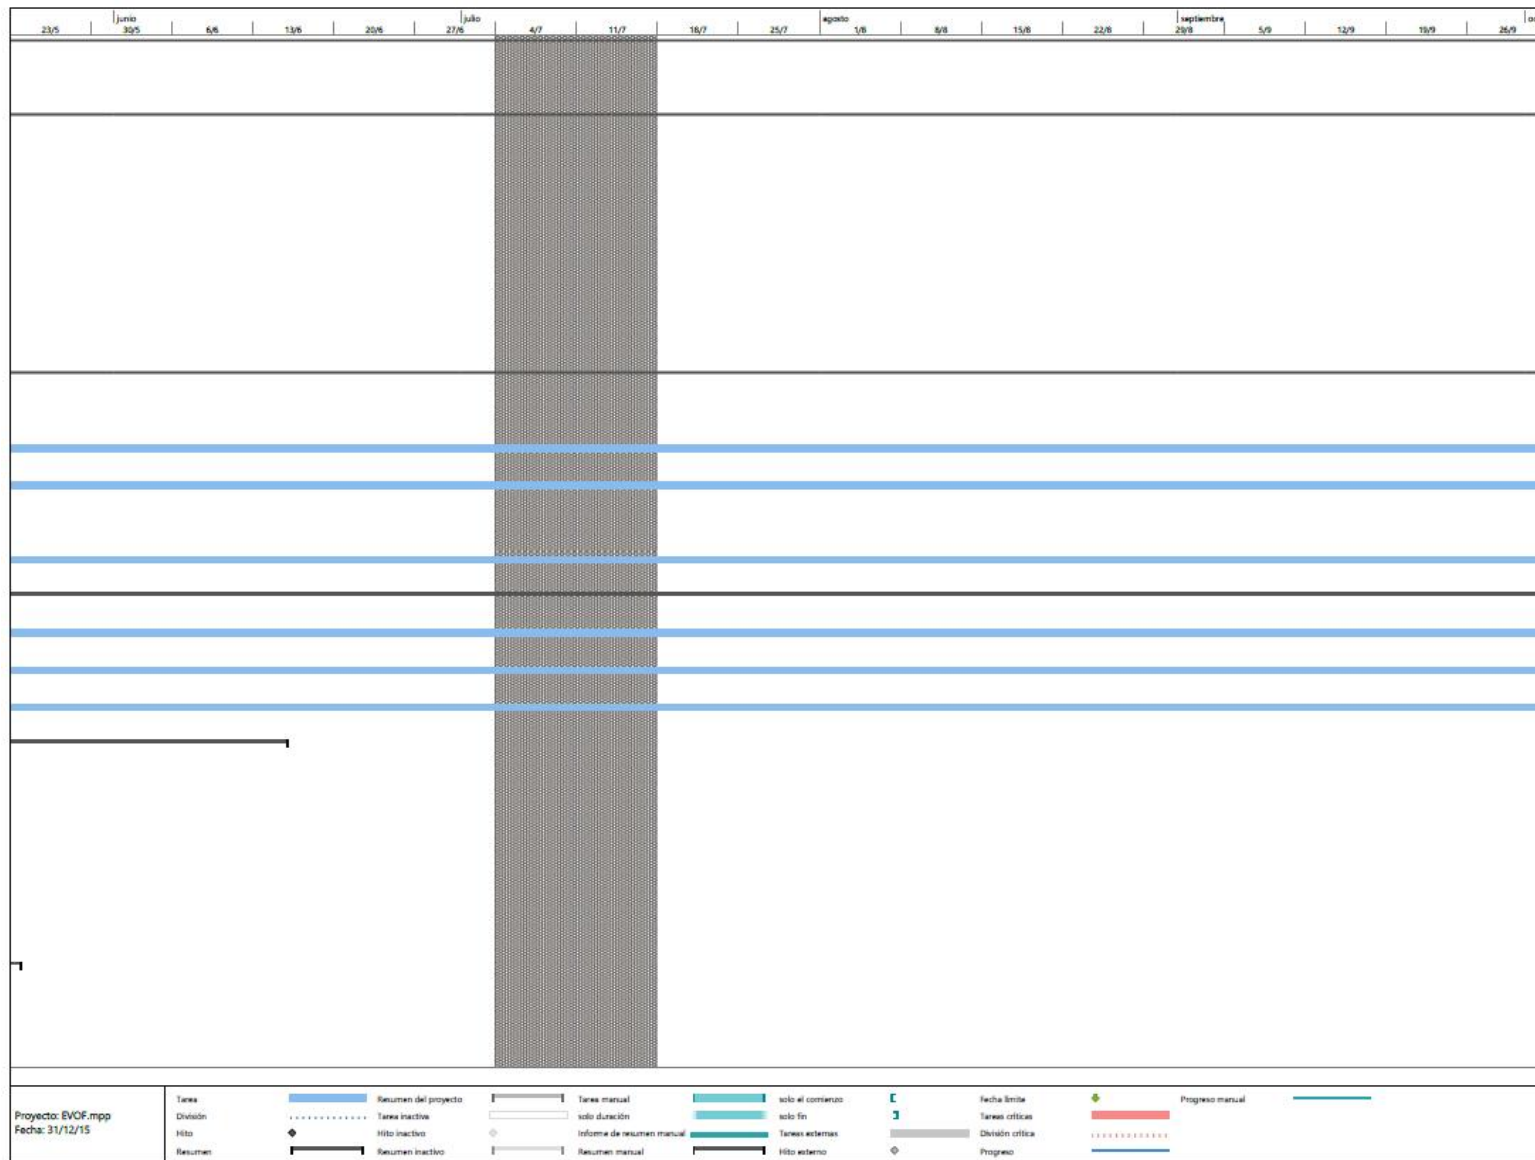 junio julio agosto septiembre
23/5 30/5 6/6 13/6 20/6 27/6 4/7 11/7 18/7 25/7 1/8 8/8 15/8 22/8 29/8 5/9 12/9 19/9 26/9
Proyecto: EVOF.mpp
Fecha: 31/12/15
Tarea Resumen del proyecto Tarea manual solo el comienzo Fecha límite Progreso manual
División Tarea inactiva solo duración solo fin Tareas críticas
Hito Hito inactivo Informe de resumen manual Tareas externas División crítica
Resumen Resumen inactivo Resumen manual Hito externo Progreso